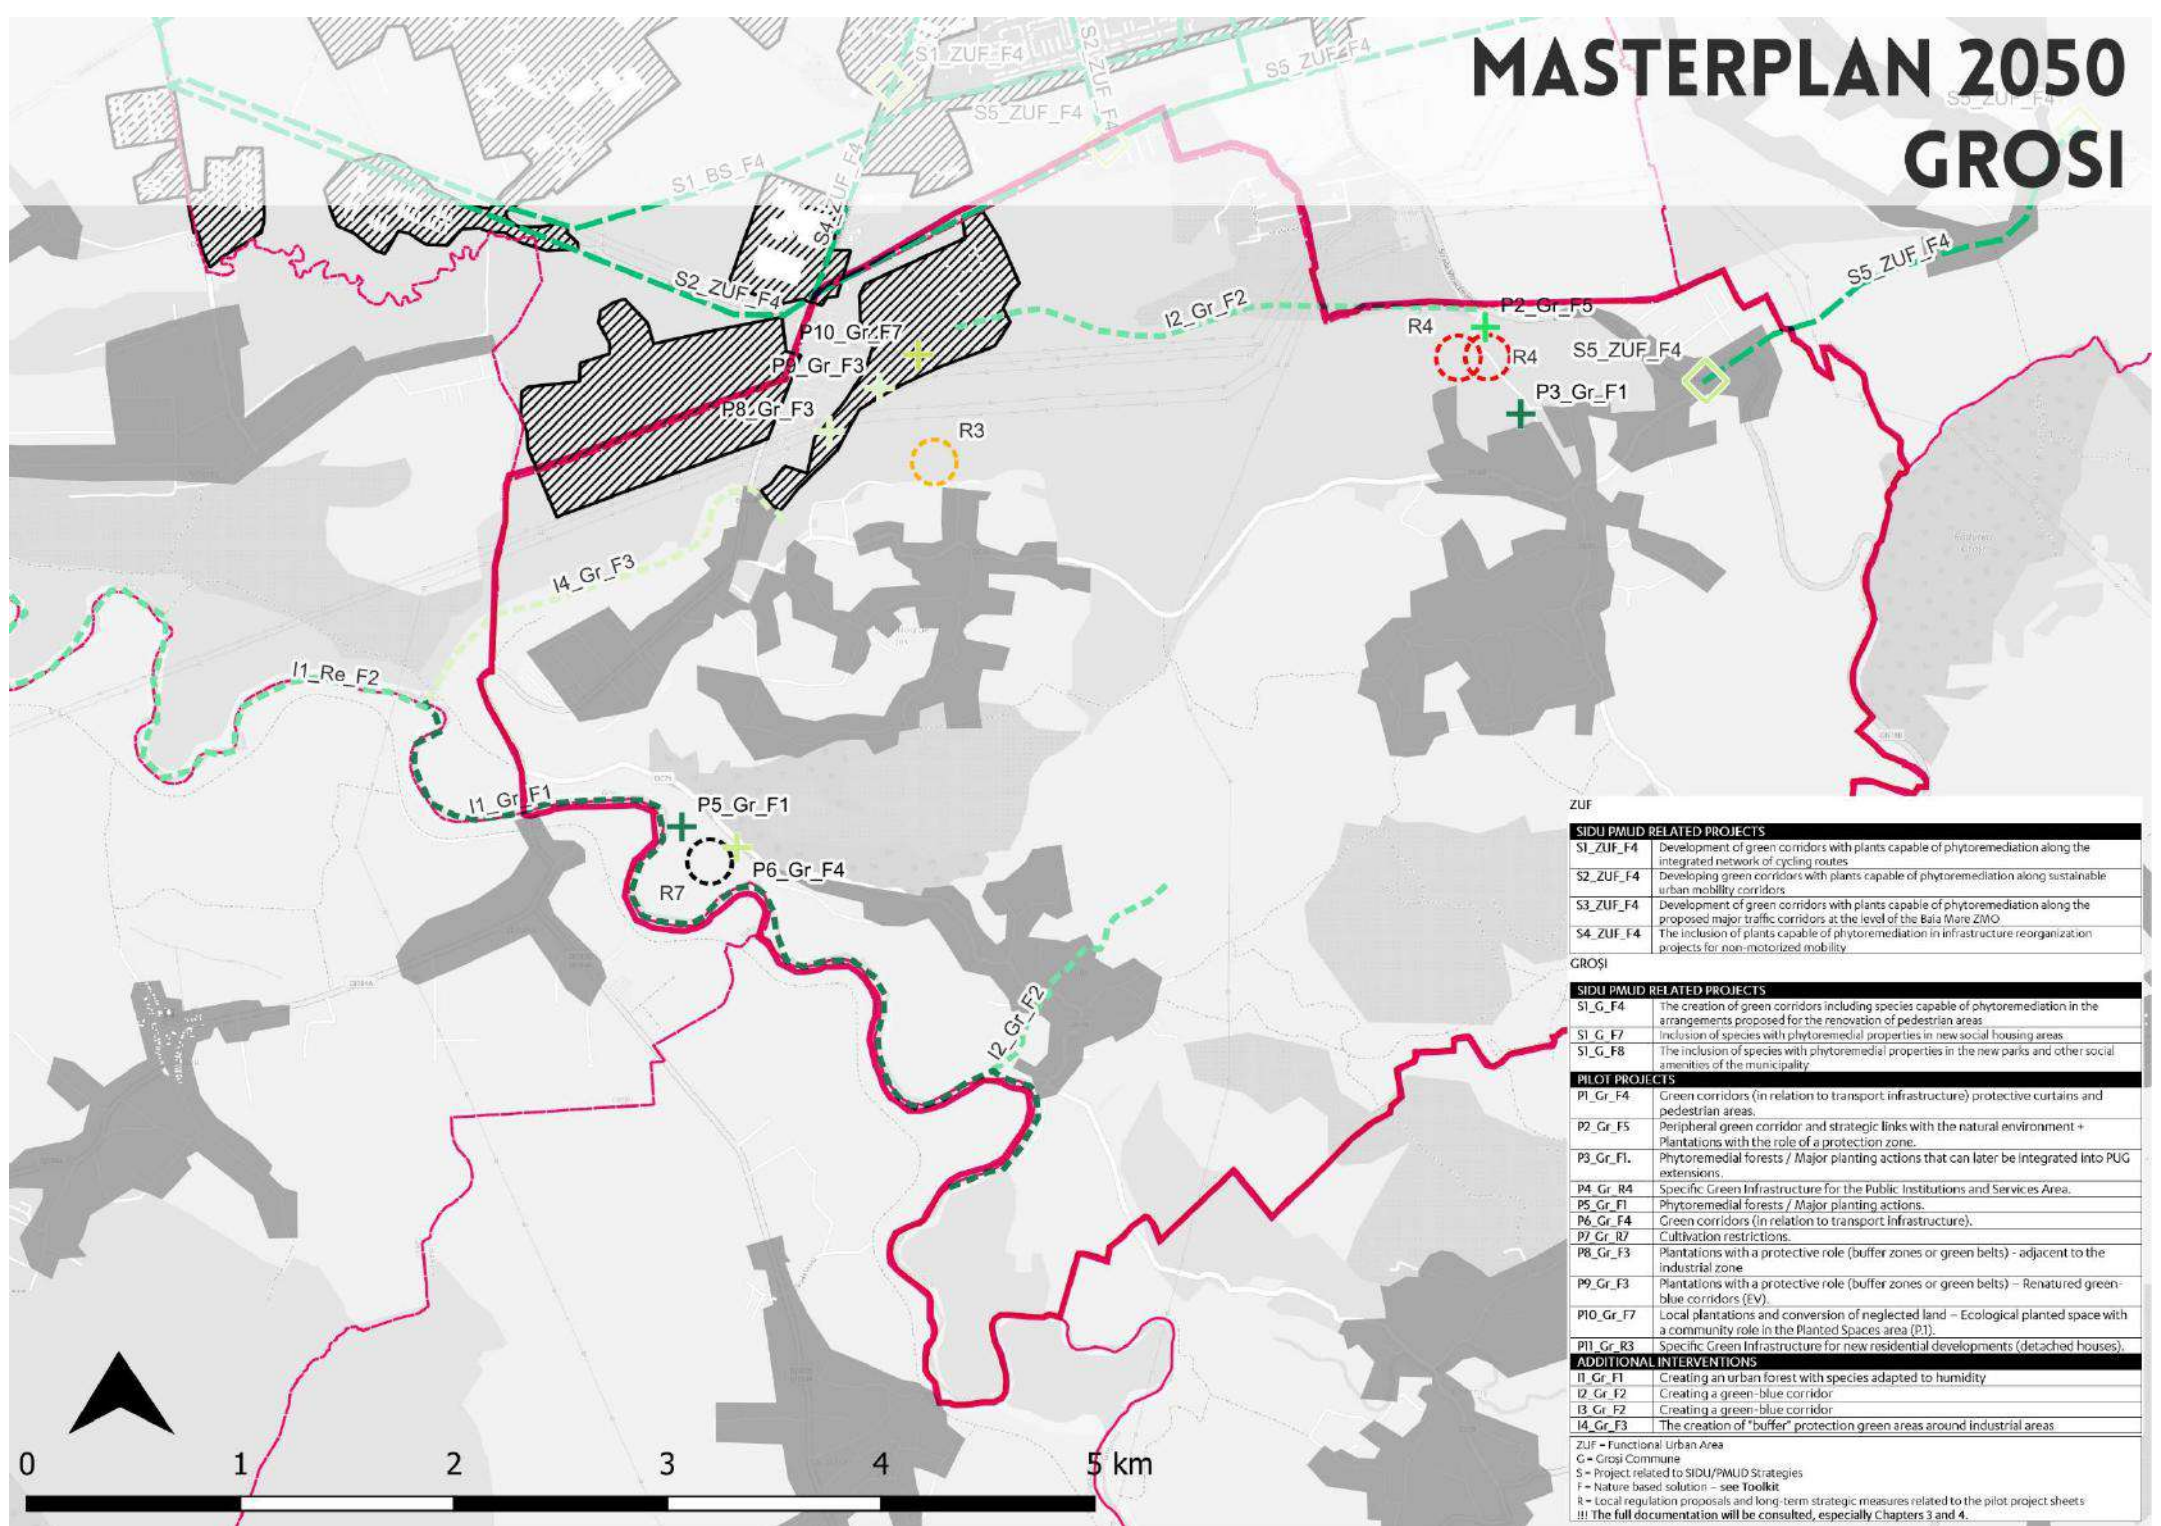 MASTERPLAN 2050
GROSI
S1_ZUF_F4
S2_ZUF_F4
S5_ZUF_F4
S5_ZUF_F4
S5_ZUF_F4
S1_BS_F4
S4_ZUF_F4
S2_ZUF_F4
S5_ZUF_F4
I2_Gr_F2
P2_Gr_F5
P10_Gr_F7
R4
R4
S5_ZUF_F4
P9_Gr_F3
P3_Gr_F1
P8_Gr_F3
R3
I4_Gr_F3
I1_Re_F2
I1_Gr_F1
P5_Gr_F1
P6_Gr_F4
R7
I2_Gr_F2
0 1 2 3 4 5 km
ZUF
SIDU PMUD RELATED PROJECTS
S1_ZUF_F4 Development of green corridors with plants capable of phytoremediation along the
integrated network of cycling routes
S2_ZUF_F4 Developing green corridors with plants capable of phytoremediation along sustainable
urban mobility corridors
S3_ZUF_F4 Development of green corridors with plants capable of phytoremediation along the
proposed major traffic corridors at the level of the Baia Mare ZMO
S4_ZUF_F4 The inclusion of plants capable of phytoremediation in infrastructure reorganization
projects for non-motorized mobility
GROȘI
SIDU PMUD RELATED PROJECTS
S1_G_F4 The creation of green corridors including species capable of phytoremediation in the
arrangements proposed for the renovation of pedestrian areas
S1_G_F7 Inclusion of species with phytoremedial properties in new social housing areas
S1_G_F8 The inclusion of species with phytoremedial properties in the new parks and other social
amenities of the municipality
PILOT PROJECTS
P1_Gr_F4 Green corridors (in relation to transport infrastructure) protective curtains and
pedestrian areas.
P2_Gr_F5 Peripheral green corridor and strategic links with the natural environment +
Plantations with the role of a protection zone.
P3_Gr_F1. Phytoremedial forests / Major planting actions that can later be integrated into PUG
extensions.
P4_Gr_R4 Specific Green Infrastructure for the Public Institutions and Services Area.
P5_Gr_F1 Phytoremedial forests / Major planting actions.
P6_Gr_F4 Green corridors (in relation to transport infrastructure).
P7_Gr_R7 Cultivation restrictions.
P8_Gr_F3 Plantations with a protective role (buffer zones or green belts) - adjacent to the
industrial zone
P9_Gr_F3 Plantations with a protective role (buffer zones or green belts) – Renatured green-
blue corridors (EV).
P10_Gr_F7 Local plantations and conversion of neglected land – Ecological planted space with
a community role in the Planted Spaces area (P.1).
P11_Gr_R3 Specific Green Infrastructure for new residential developments (detached houses).
ADDITIONAL INTERVENTIONS
I1_Gr_F1 Creating an urban forest with species adapted to humidity
I2_Gr_F2 Creating a green-blue corridor
I3_Gr_F2 Creating a green-blue corridor
I4_Gr_F3 The creation of "buffer" protection green areas around industrial areas
ZUF = Functional Urban Area
G = Groși Commune
S = Project related to SIDU/PMUD Strategies
F = Nature based solution – see Toolkit
R = Local regulation proposals and long-term strategic measures related to the pilot project sheets
!!! The full documentation will be consulted, especially Chapters 3 and 4.